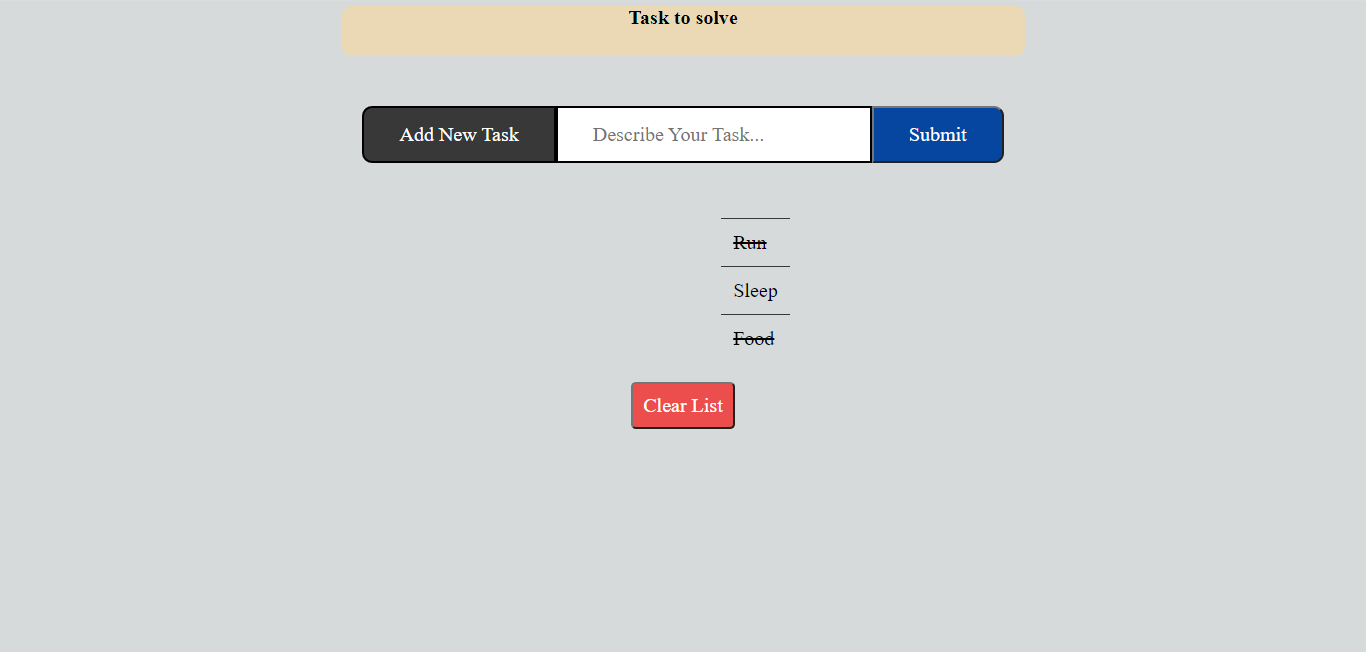 Task to solve
Add New Task Describe Your Task... Submit
Run
Sleep
Food
Clear List